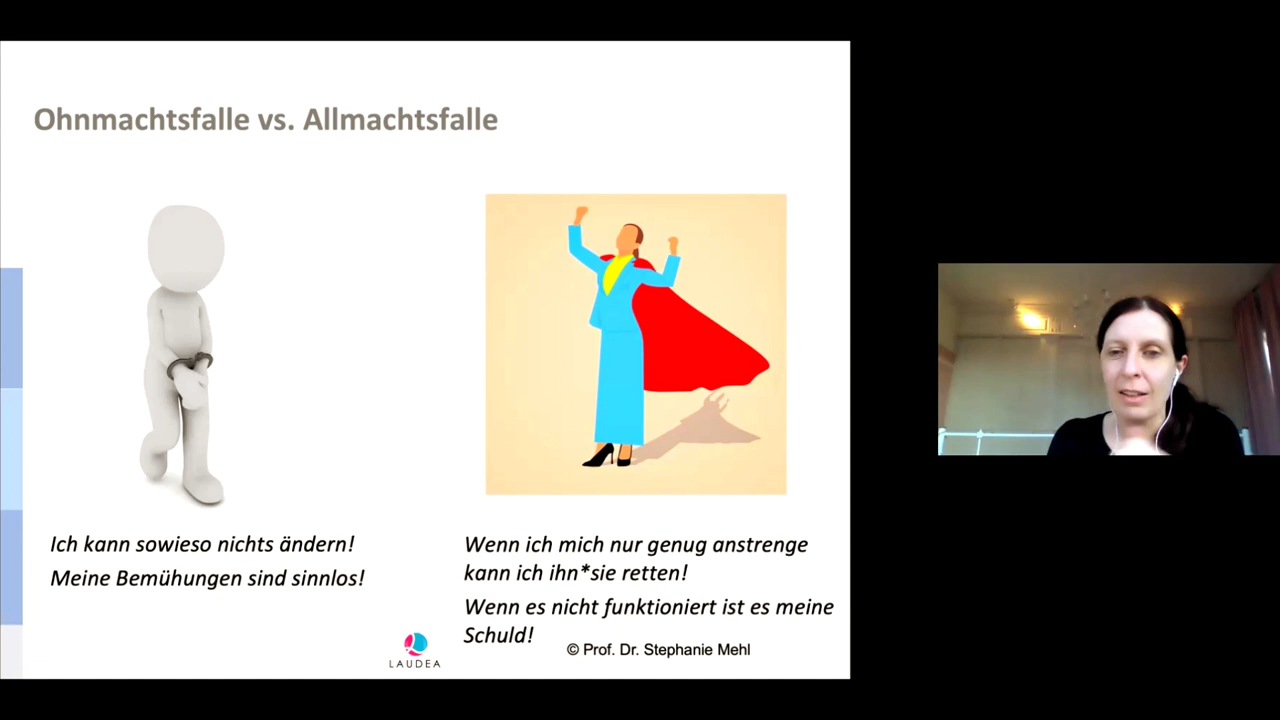 Ohnmachtsfalle vs. Allmachtsfalle
Ich kann sowieso nichts ändern!
Meine Bemühungen sind sinnlos!
Wenn ich mich nur genug anstrenge
kann ich ihn*sie retten!
Wenn es nicht funktioniert ist es meine
Schuld!
LAUDEA
© Prof. Dr. Stephanie Mehl